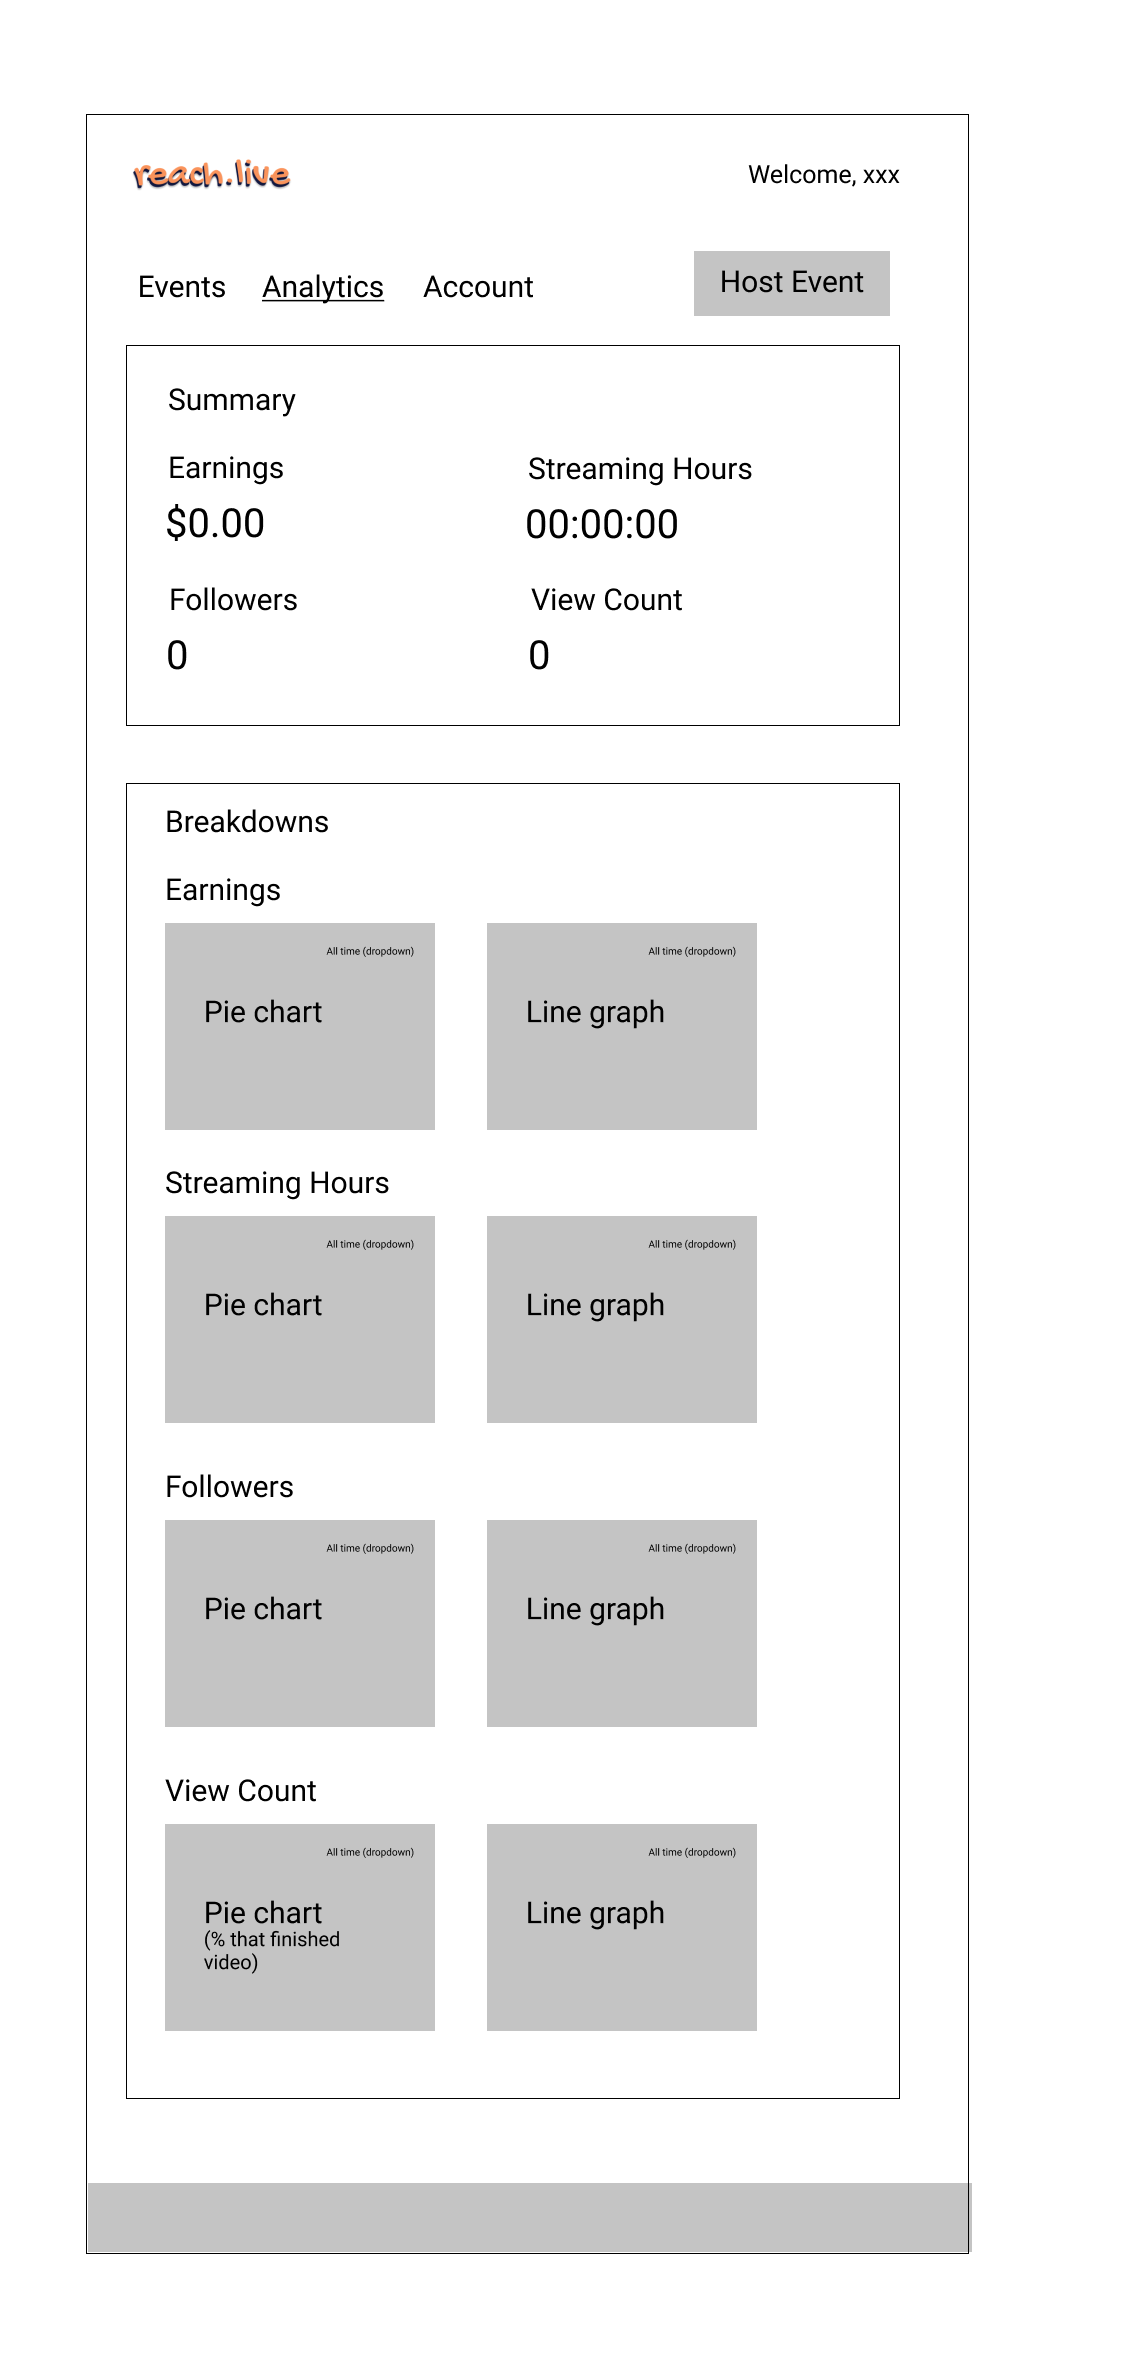 reach.live
Welcome, xxx
Events Analytics Account
Host Event
Summary
Earnings
Streaming Hours
$0.00
00:00:00
Followers
View Count
0
0
Breakdowns
Earnings
All time (dropdown)
Pie chart
All time (dropdown)
Line graph
Streaming Hours
All time (dropdown)
Pie chart
All time (dropdown)
Line graph
Followers
All time (dropdown)
Pie chart
All time (dropdown)
Line graph
View Count
All time (dropdown)
Pie chart
(% that finished
video)
All time (dropdown)
Line graph